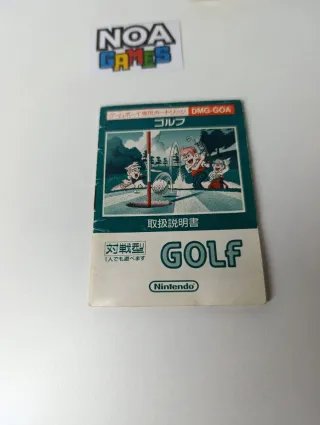 NOA
GAMES
ゲームボーイ専用カートリッジ DMG-GOA
ゴルフ
取扱説明書
対戦型
1人でも遊べます
GOLF
Nintendo